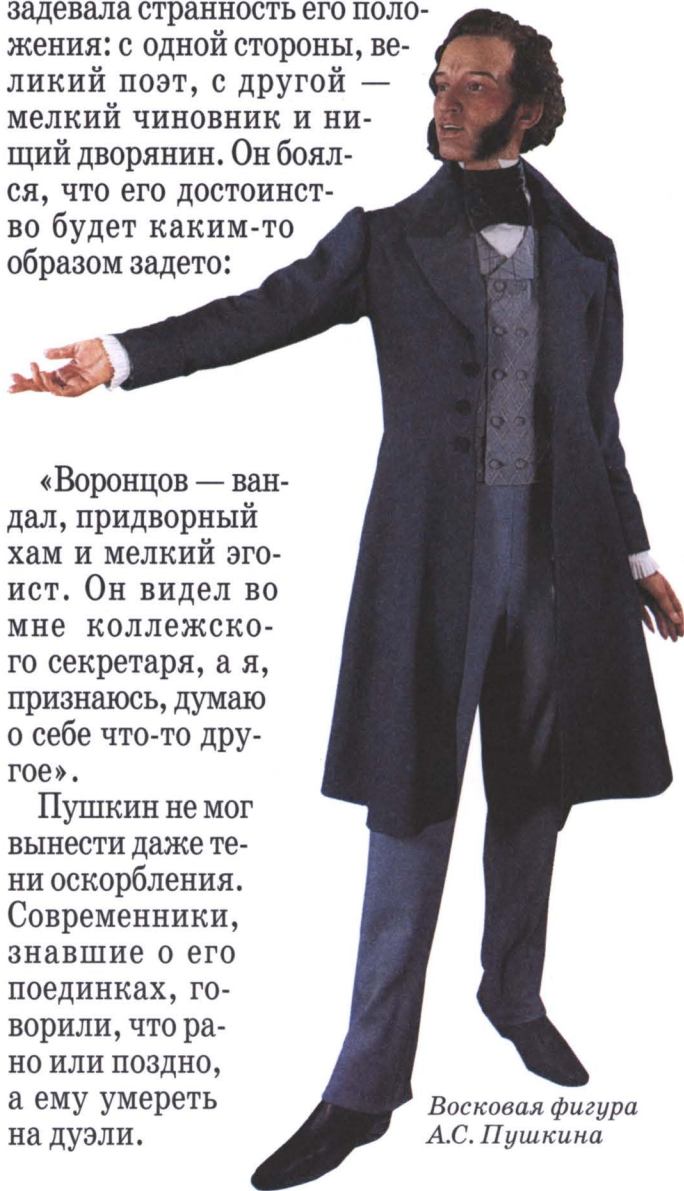 задевала странность его поло-
жения: с одной стороны, ве-
ликий поэт, с другой —
мелкий чиновник и ни-
щий дворянин. Он боял-
ся, что его достоинст-
во будет каким-то
образом задето:
«Воронцов — ван-
дал, придворный
хам и мелкий эго-
ист. Он видел во
мне коллежско-
го секретаря, а я,
признаюсь, думаю
о себе что-то дру-
гое».
Пушкин не мог
вынести даже те-
ни оскорбления.
Современники,
знавшие о его
поединках, го-
ворили, что ра-
но или поздно,
а ему умереть
на дуэли.
Восковая фигура
А.С. Пушкина